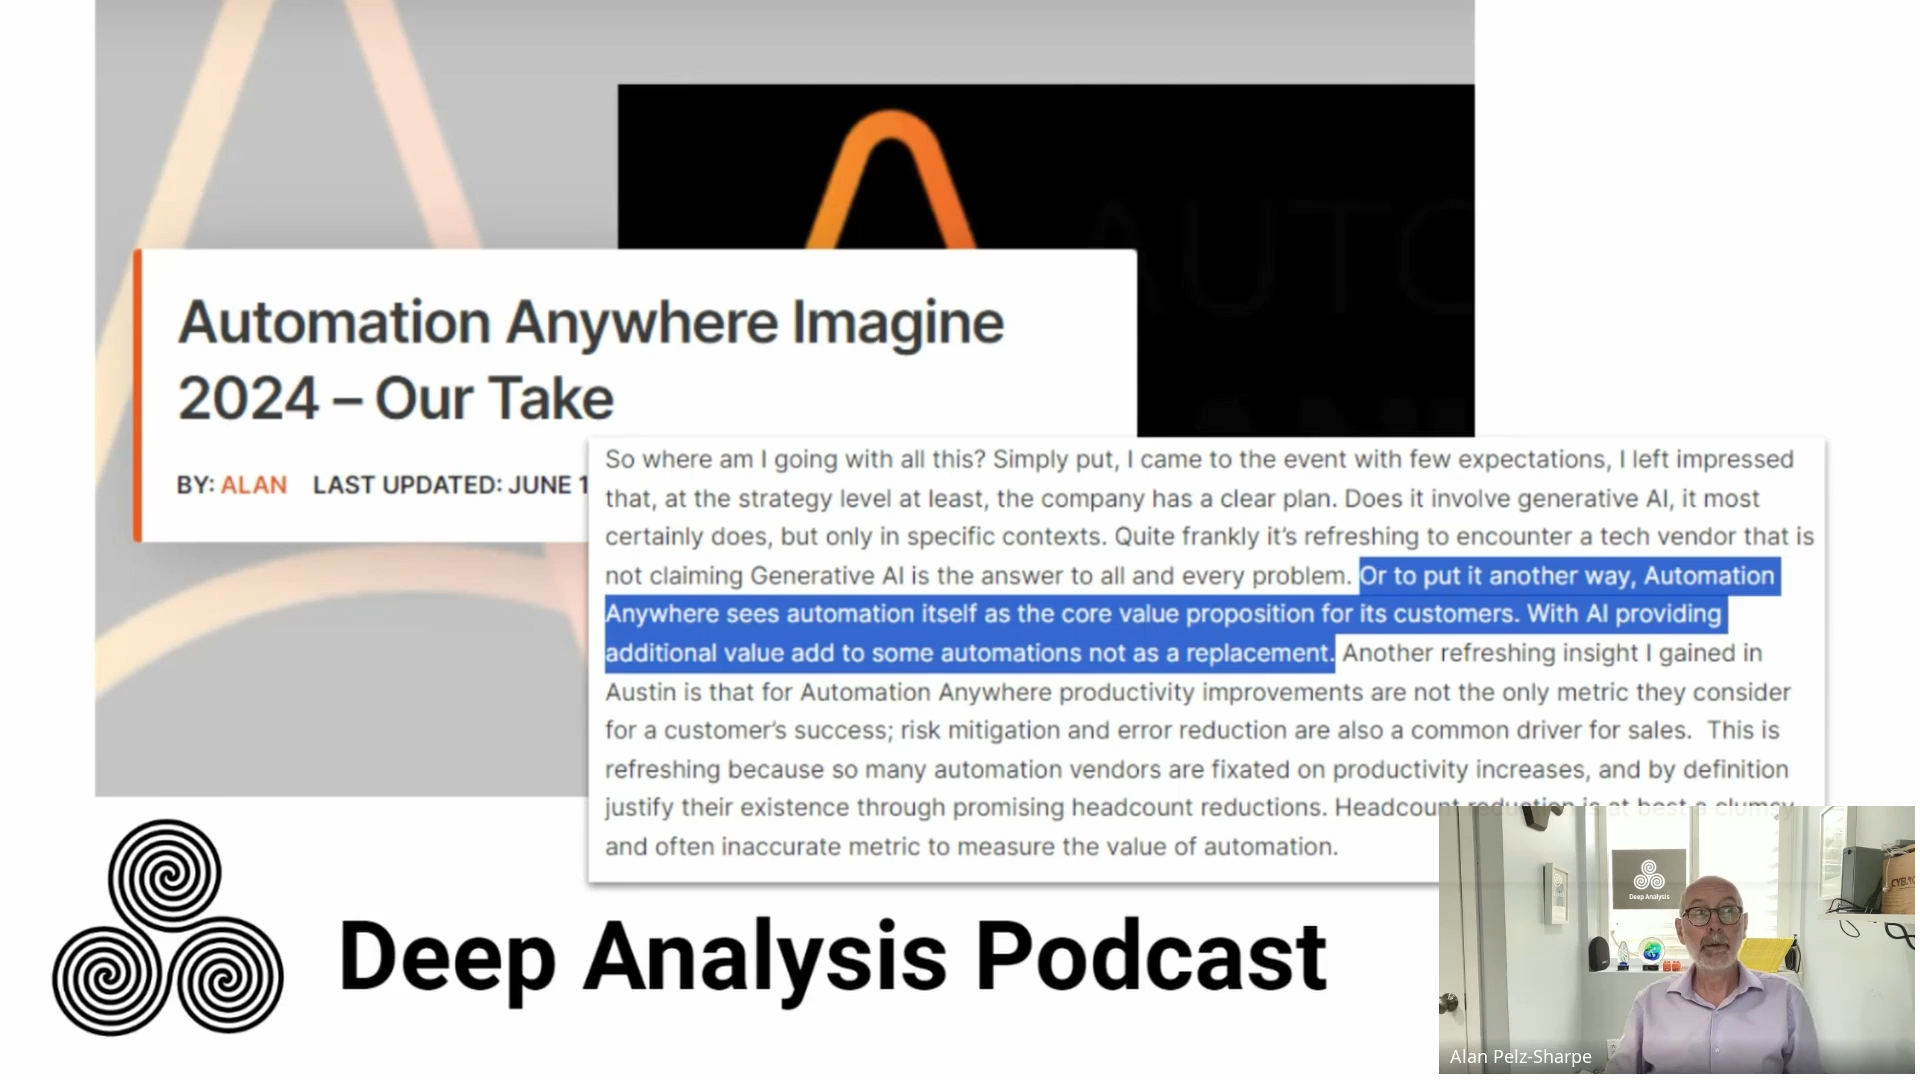 AUTO
Automation Anywhere Imagine
2024 – Our Take
BY: ALAN LAST UPDATED: JUNE 1
So where am I going with all this? Simply put, I came to the event with few expectations, I left impressed
that, at the strategy level at least, the company has a clear plan. Does it involve generative AI, it most
certainly does, but only in specific contexts. Quite frankly it's refreshing to encounter a tech vendor that is
not claiming Generative AI is the answer to all and every problem. Or to put it another way, Automation
Anywhere sees automation itself as the core value proposition for its customers. With AI providing
additional value add to some automations not as a replacement. Another refreshing insight I gained in
Austin is that for Automation Anywhere productivity improvements are not the only metric they consider
for a customer's success; risk mitigation and error reduction are also a common driver for sales. This is
refreshing because so many automation vendors are fixated on productivity increases, and by definition
justify their existence through promising headcount reductions. Headcount reduction is at best a clumsy
and often inaccurate metric to measure the value of automation.
Deep Analysis Podcast
Deep Analysis
Alan Pelz-Sharpe